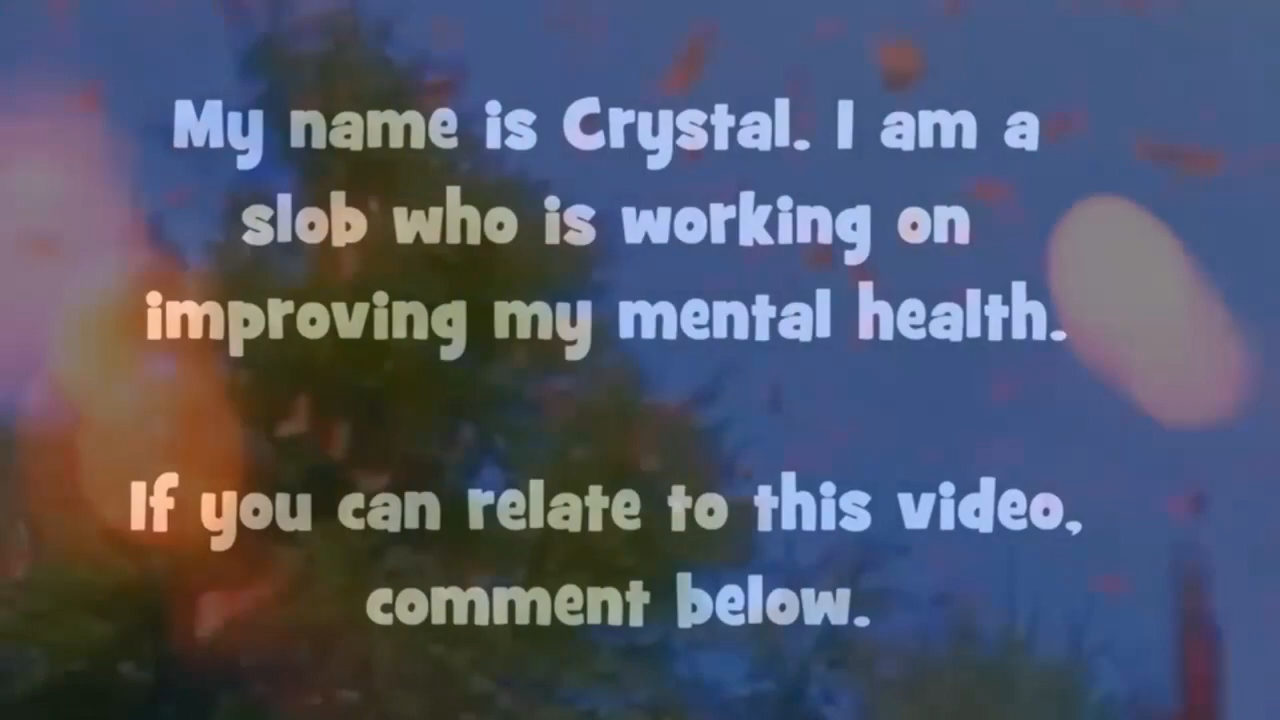 My name is Crystal. I am a
slob who is working on
improving my mental health.
If you can relate to this video,
comment below.